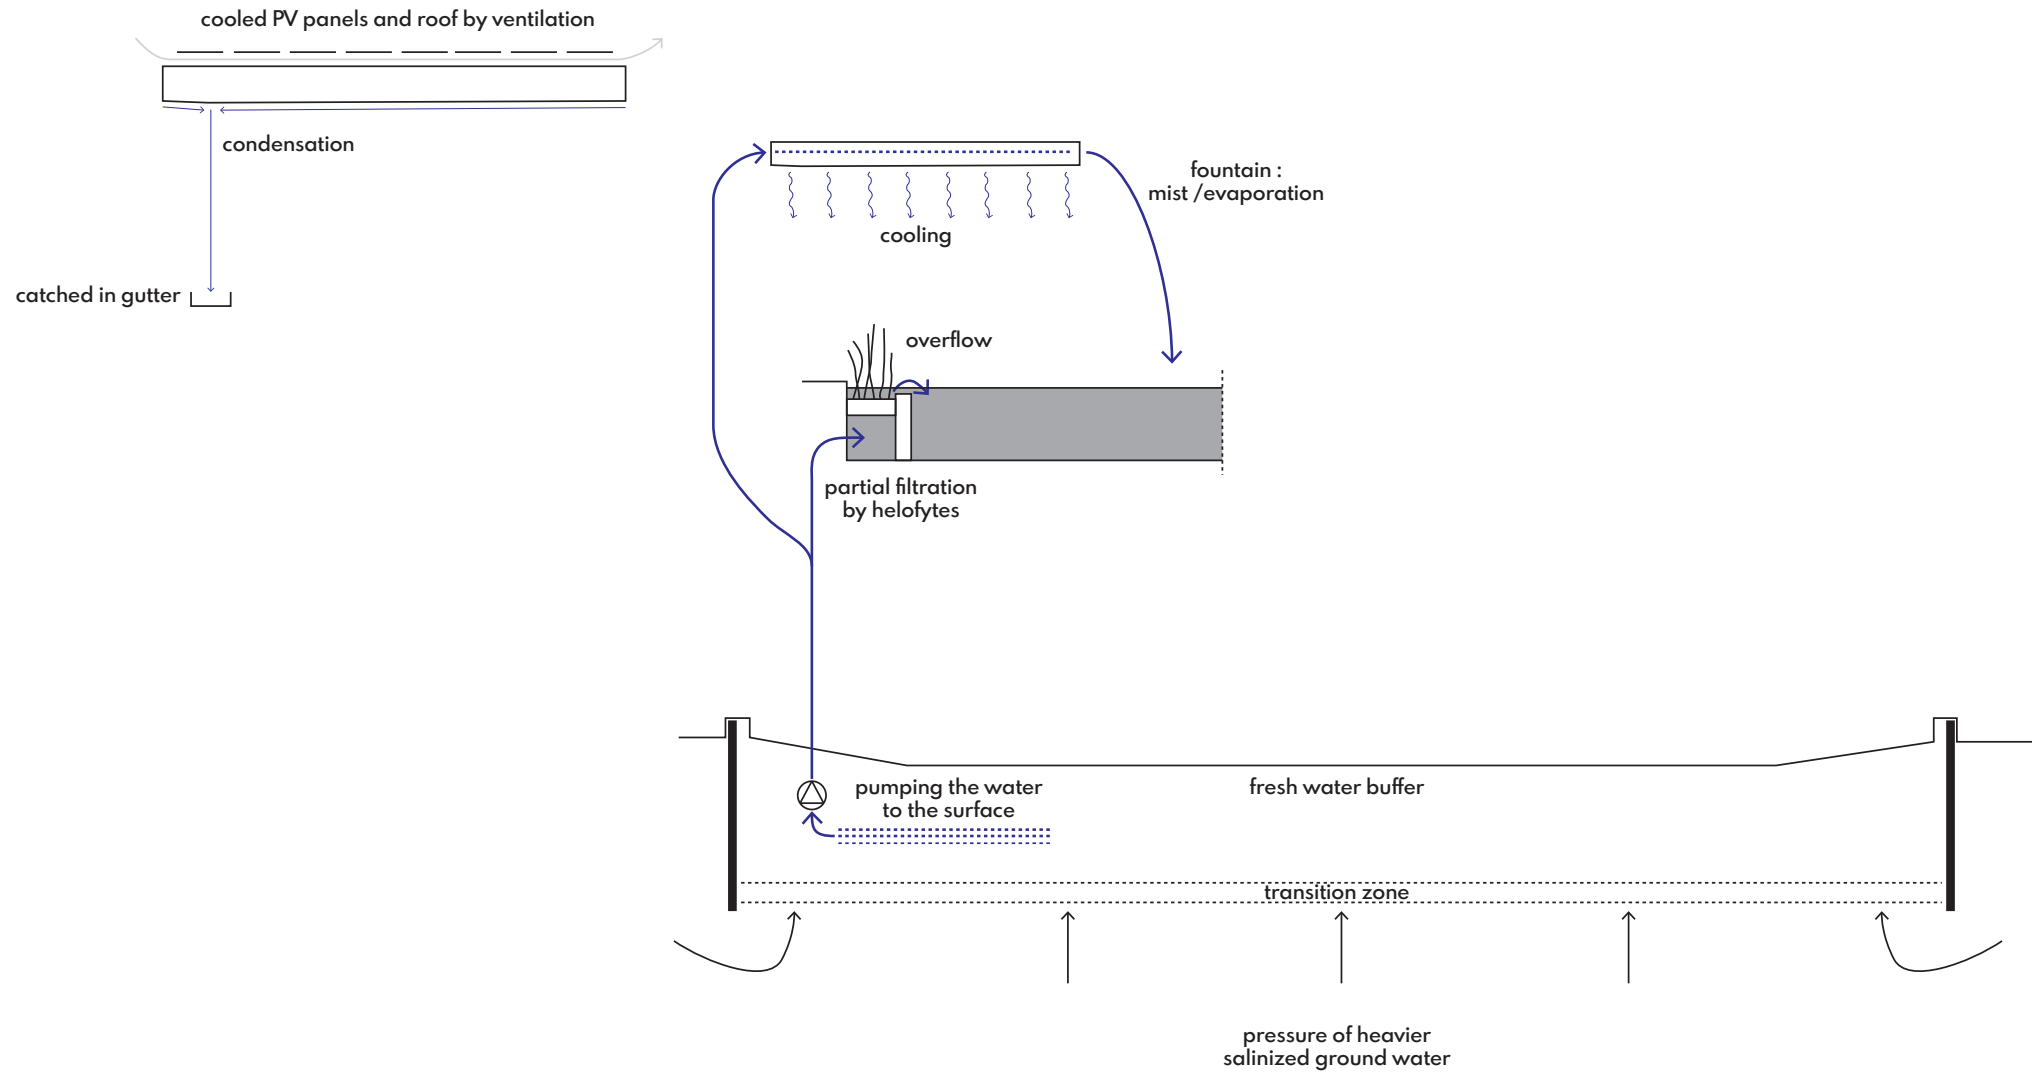 cooled PV panels and roof by ventilation
condensation
catched in gutter
fountain :
mist /evaporation
cooling
overflow
partial filtration
by helofytes
pumping the water
to the surface
fresh water buffer
transition zone
pressure of heavier
salinized ground water